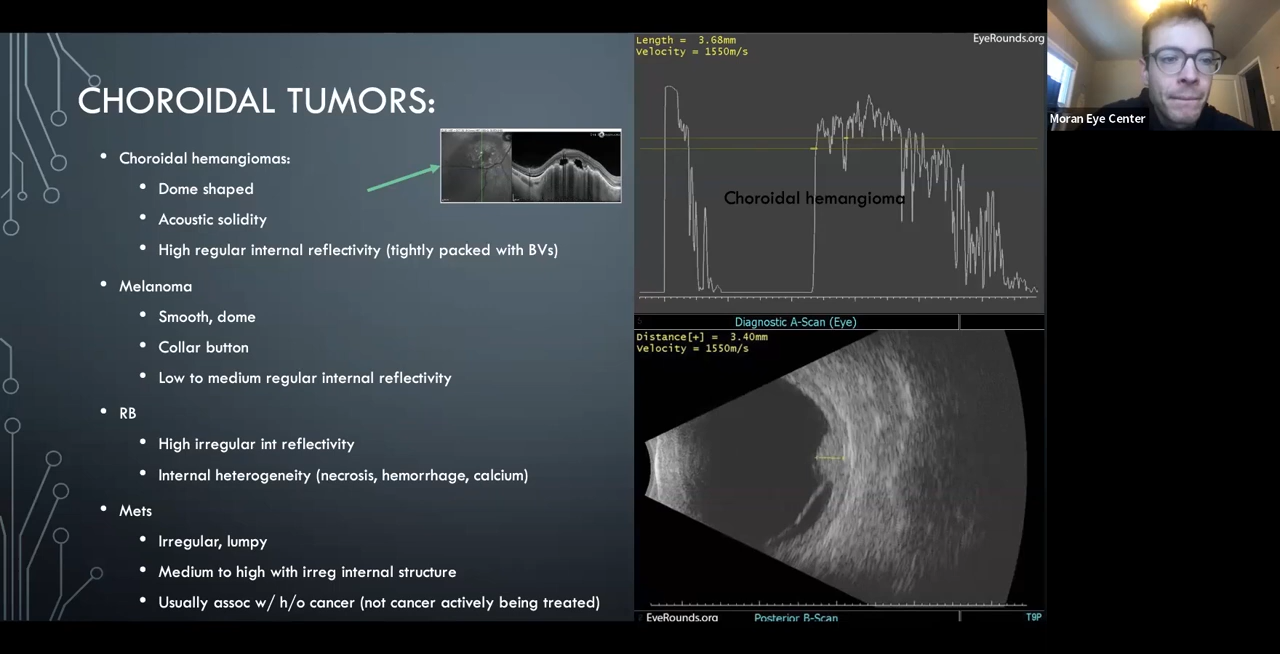 CHOROIDAL TUMORS:
• Choroidal hemangiomas:
• Dome shaped
• Acoustic solidity
• High regular internal reflectivity (tightly packed with BVs)
• Melanoma
• Smooth, dome
• Collar button
• Low to medium regular internal reflectivity
• RB
• High irregular int reflectivity
• Internal heterogeneity (necrosis, hemorrhage, calcium)
• Mets
• Irregular, lumpy
• Medium to high with irreg internal structure
• Usually assoc w/ h/o cancer (not cancer actively being treated)
Length = 3.68mm
Velocity = 1550m/s
EyeRounds.org
Choroidal hemangioma
Diagnostic A-Scan (Eye)
Distance[+] = 3.40mm
Velocity = 1550m/s
EyeRounds.org
Posterior B-Scan
T9P
Moran Eye Center